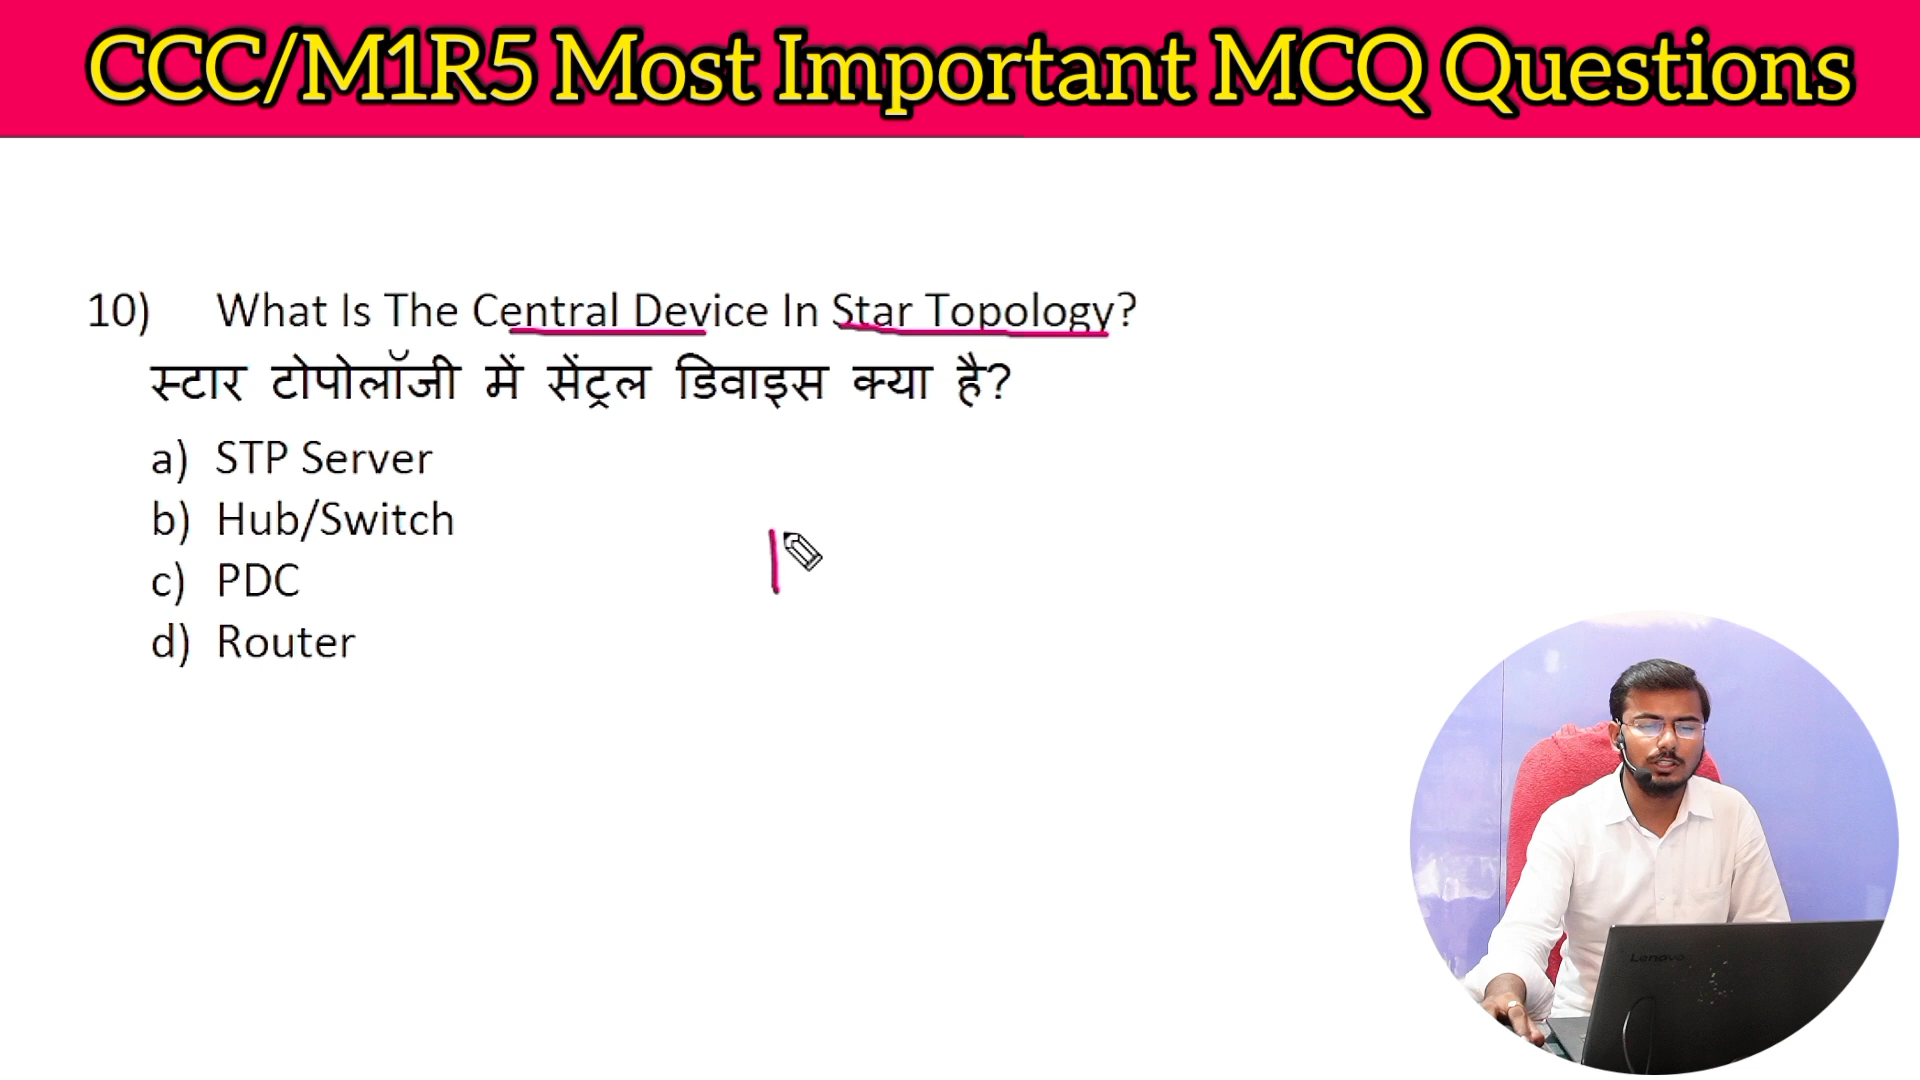 CCC/M1R5 Most Important MCQ Questions
10) What Is The Central Device In Star Topology?
स्टार टोपोलॉजी में सेंट्रल डिवाइस क्या है?
a) STP Server
b) Hub/Switch
c) PDC
d) Router
Lenovo